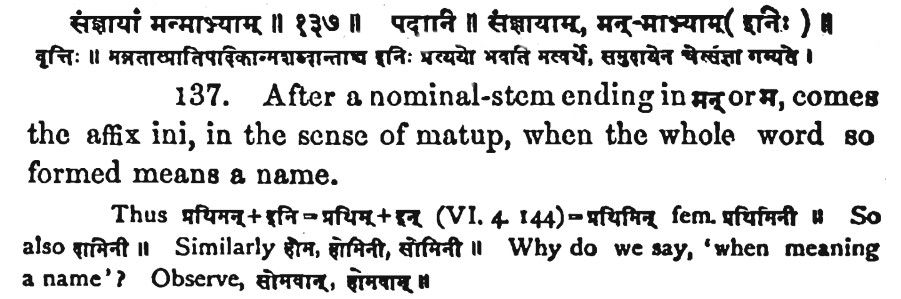 संज्ञायां मन्माभ्याम् ॥ १३७ ॥ पदानि ॥ संज्ञायाम्, मन्-माभ्याम् ( इनिः ) ॥
वृत्तिः ॥ मन्नन्तात्प्रातिपदिकान्मशब्दान्ताच्च इनिः प्रत्ययो भवति मत्वर्थे, समुदायेन चेत्संज्ञा गम्यते ।
137. After a nominal-stem ending in मन् or म, comes
the affix ini, in the sense of matup, when the whole word so
formed means a name.
Thus प्रथिमन् + इनि = प्रथिम् + इन् (VI. 4. 144) = प्रथिमिन् fem. प्रथिमिनी ॥ So
also दामिनी ॥ Similarly होम, होमिनी, सोमिनी ॥ Why do we say, ‘when meaning
a name’? Observe, सोमवान्, होमवान् ॥